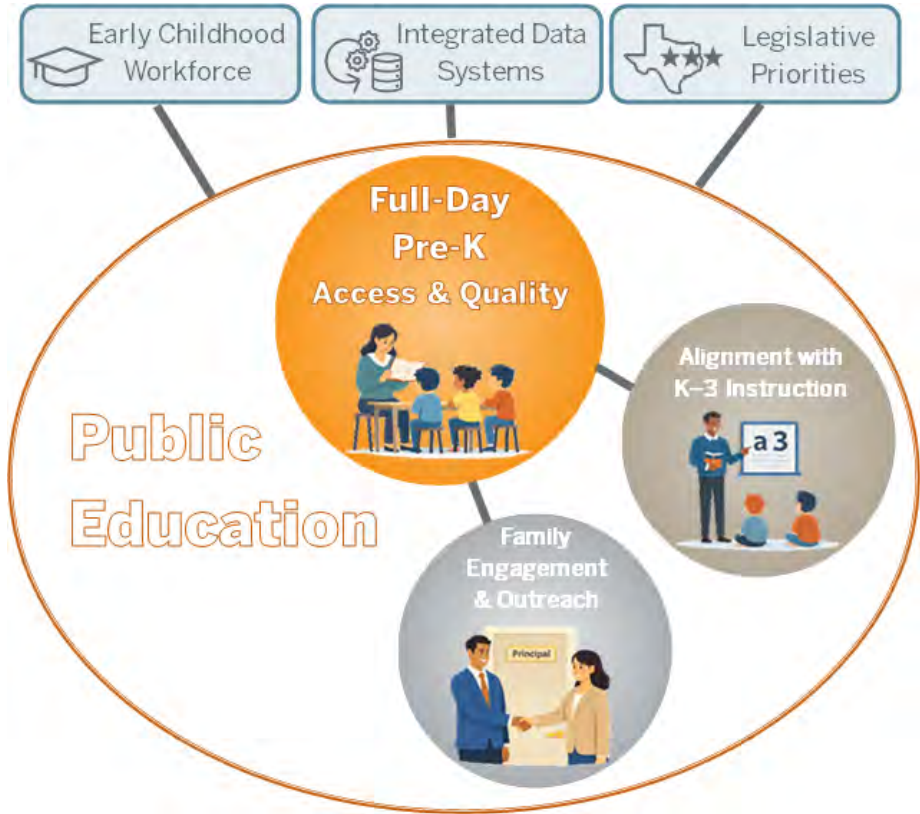 Early Childhood
Workforce
Integrated Data
Systems
Legislative
Priorities
Full-Day
Pre-K
Access & Quality
Alignment with
K–3 Instruction
a 3
Public
Education
Family
Engagement
& Outreach
Principal